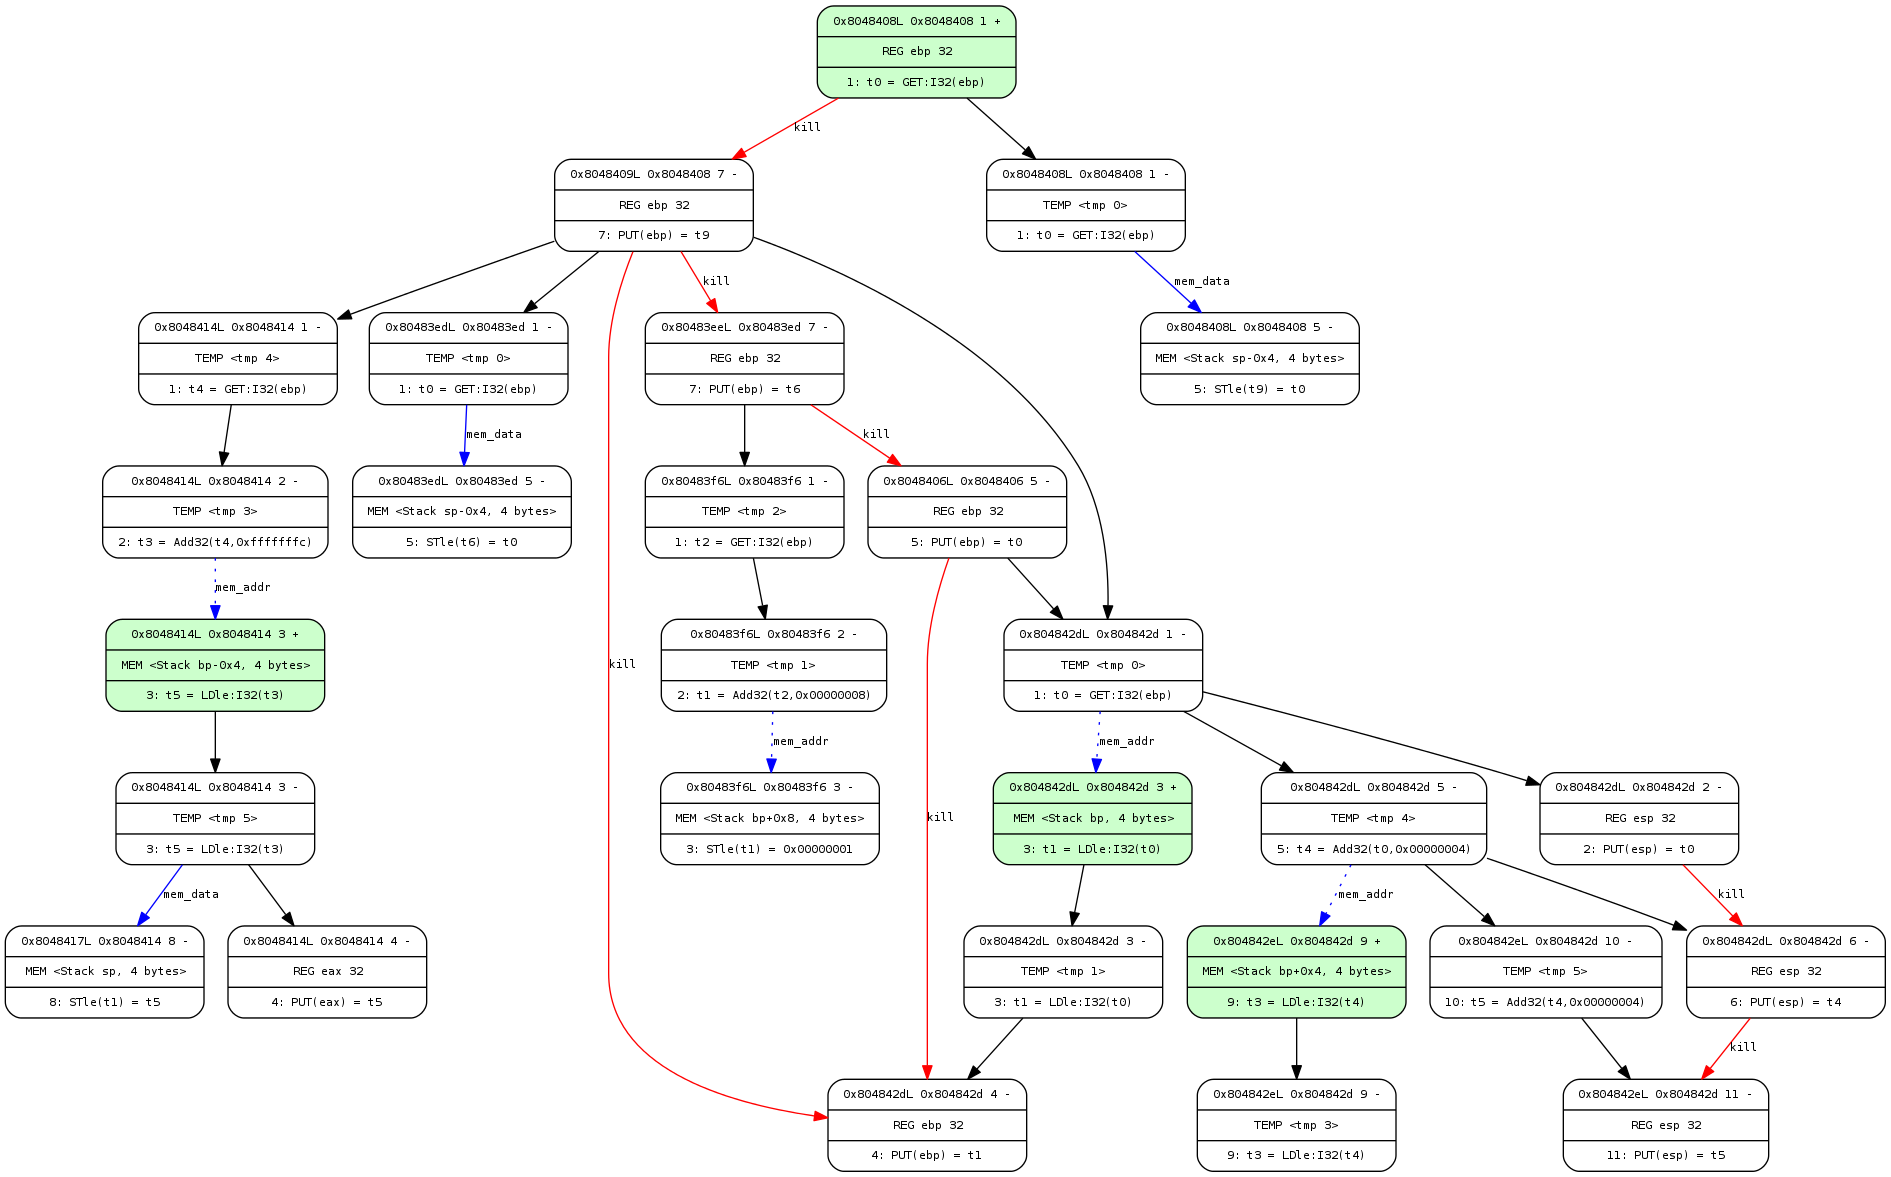 0x8048408L 0x8048408 1 +
REG ebp 32
1: t0 = GET:I32(ebp)
kill
0x8048409L 0x8048408 7 -
REG ebp 32
7: PUT(ebp) = t9
0x8048408L 0x8048408 1 -
TEMP <tmp 0>
1: t0 = GET:I32(ebp)
kill
mem_data
0x8048414L 0x8048414 1 -
TEMP <tmp 4>
1: t4 = GET:I32(ebp)
0x80483edL 0x80483ed 1 -
TEMP <tmp 0>
1: t0 = GET:I32(ebp)
0x80483eeL 0x80483ed 7 -
REG ebp 32
7: PUT(ebp) = t6
0x8048408L 0x8048408 5 -
MEM <Stack sp-0x4, 4 bytes>
5: STle(t9) = t0
mem_data
kill
0x8048414L 0x8048414 2 -
TEMP <tmp 3>
2: t3 = Add32(t4,0xfffffffc)
0x80483edL 0x80483ed 5 -
MEM <Stack sp-0x4, 4 bytes>
5: STle(t6) = t0
0x80483f6L 0x80483f6 1 -
TEMP <tmp 2>
1: t2 = GET:I32(ebp)
0x8048406L 0x8048406 5 -
REG ebp 32
5: PUT(ebp) = t0
mem_addr
0x8048414L 0x8048414 3 +
MEM <Stack bp-0x4, 4 bytes>
3: t5 = LDle:I32(t3)
kill
0x80483f6L 0x80483f6 2 -
TEMP <tmp 1>
2: t1 = Add32(t2,0x00000008)
0x804842dL 0x804842d 1 -
TEMP <tmp 0>
1: t0 = GET:I32(ebp)
mem_addr
mem_addr
0x8048414L 0x8048414 3 -
TEMP <tmp 5>
3: t5 = LDle:I32(t3)
0x80483f6L 0x80483f6 3 -
MEM <Stack bp+0x8, 4 bytes>
3: STle(t1) = 0x00000001
kill
0x804842dL 0x804842d 3 +
MEM <Stack bp, 4 bytes>
3: t1 = LDle:I32(t0)
0x804842dL 0x804842d 5 -
TEMP <tmp 4>
5: t4 = Add32(t0,0x00000004)
0x804842dL 0x804842d 2 -
REG esp 32
2: PUT(esp) = t0
mem_data
mem_addr
kill
0x8048417L 0x8048414 8 -
MEM <Stack sp, 4 bytes>
8: STle(t1) = t5
0x8048414L 0x8048414 4 -
REG eax 32
4: PUT(eax) = t5
0x804842dL 0x804842d 3 -
TEMP <tmp 1>
3: t1 = LDle:I32(t0)
0x804842eL 0x804842d 9 +
MEM <Stack bp+0x4, 4 bytes>
9: t3 = LDle:I32(t4)
0x804842eL 0x804842d 10 -
TEMP <tmp 5>
10: t5 = Add32(t4,0x00000004)
0x804842dL 0x804842d 6 -
REG esp 32
6: PUT(esp) = t4
kill
0x804842dL 0x804842d 4 -
REG ebp 32
4: PUT(ebp) = t1
0x804842eL 0x804842d 9 -
TEMP <tmp 3>
9: t3 = LDle:I32(t4)
0x804842eL 0x804842d 11 -
REG esp 32
11: PUT(esp) = t5